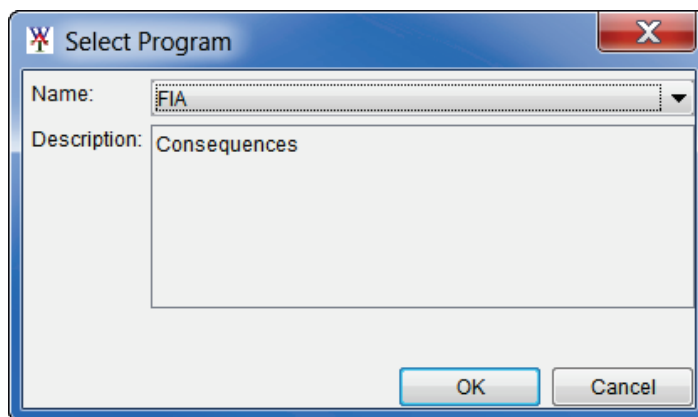 Select Program
Name:
FIA
Description:
Consequences
OK
Cancel